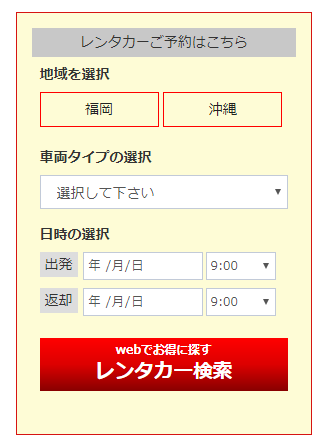 レンタカーご予約はこちら
地域を選択
福岡 沖縄
車両タイプの選択
選択して下さい ▼
日時の選択
出発 年 /月/日 9:00 ▼
返却 年 /月/日 9:00 ▼
webでお得に探す
レンタカー検索